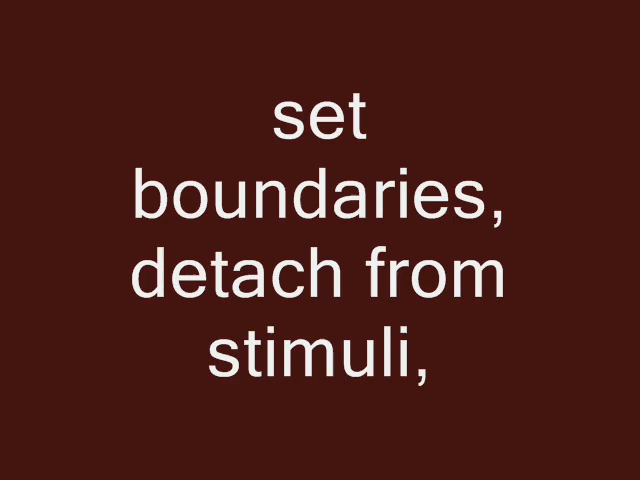 set
boundaries,
detach from
stimuli,